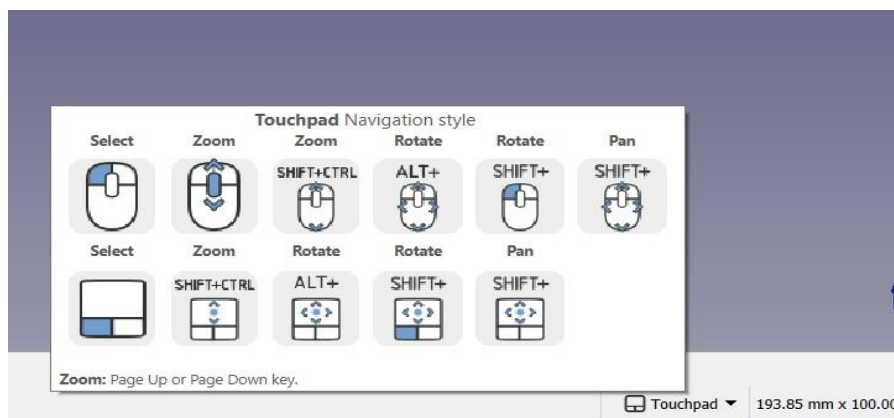 Touchpad Navigation style
Select Zoom Zoom Rotate Rotate Pan
SHIFT+CTRL ALT+ SHIFT+ SHIFT+
Select Zoom Rotate Rotate Pan
SHIFT+CTRL ALT+ SHIFT+ SHIFT+
Zoom: Page Up or Page Down key.
Touchpad 193.85 mm x 100.00